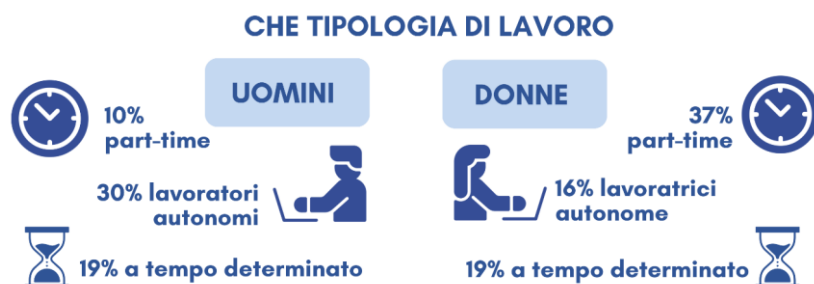 CHE TIPOLOGIA DI LAVORO
UOMINI
10%
part-time
30% lavoratori
autonomi
19% a tempo determinato
DONNE
37%
part-time
16% lavoratrici
autonome
19% a tempo determinato